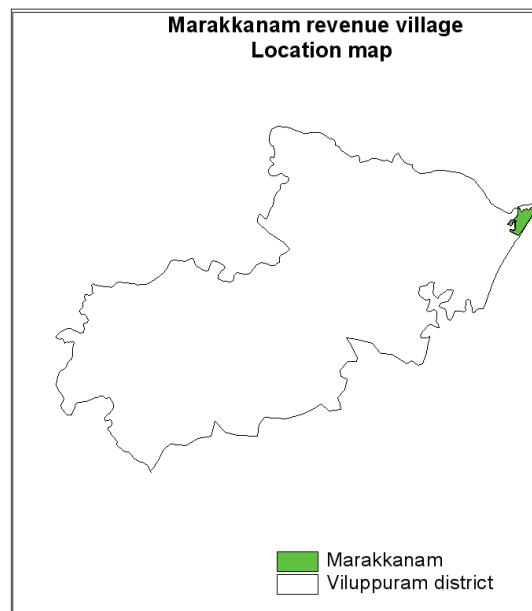 Marakkanam revenue village
Location map
Marakkanam
Viluppuram district